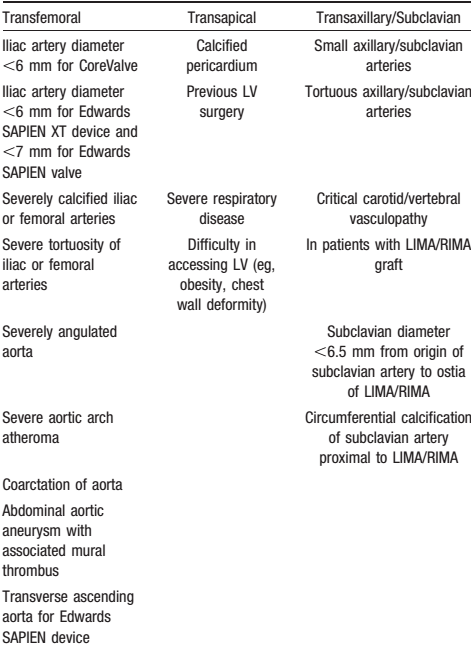 Transfemoral Transapical Transaxillary/Subclavian
Iliac artery diameter Calcified Small axillary/subclavian
<6 mm for CoreValve pericardium arteries
Iliac artery diameter Previous LV Tortuous axillary/subclavian
<6 mm for Edwards surgery arteries
SAPIEN XT device and
<7 mm for Edwards
SAPIEN valve
Severely calcified iliac Severe respiratory Critical carotid/vertebral
or femoral arteries disease vasculopathy
Severe tortuosity of Difficulty in In patients with LIMA/RIMA
iliac or femoral accessing LV (eg, graft
arteries obesity, chest
wall deformity)
Severely angulated Subclavian diameter
aorta <6.5 mm from origin of
subclavian artery to ostia
of LIMA/RIMA
Severe aortic arch Circumferential calcification
atheroma of subclavian artery
proximal to LIMA/RIMA
Coarctation of aorta
Abdominal aortic
aneurysm with
associated mural
thrombus
Transverse ascending
aorta for Edwards
SAPIEN device